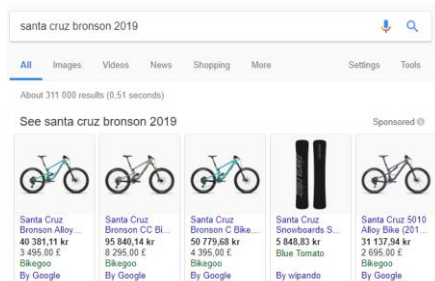 santa cruz bronson 2019
All Images Videos News Shopping More Settings Tools
About 311 000 results (0,51 seconds)
See santa cruz bronson 2019 Sponsored
Santa Cruz
Bronson Alloy...
40 381,11 kr
3 495,00 £
Bikegoo
By Google
Santa Cruz
Bronson CC Bi...
95 840,14 kr
8 295,00 £
Bikegoo
By Google
Santa Cruz
Bronson C Bike...
50 779,68 kr
4 395,00 £
Bikegoo
By Google
Santa Cruz
Snowboards S...
5 848,83 kr
Blue Tomato
By wipando
Santa Cruz 5010
Alloy Bike (201...
31 137,94 kr
2 695,00 £
Bikegoo
By Google